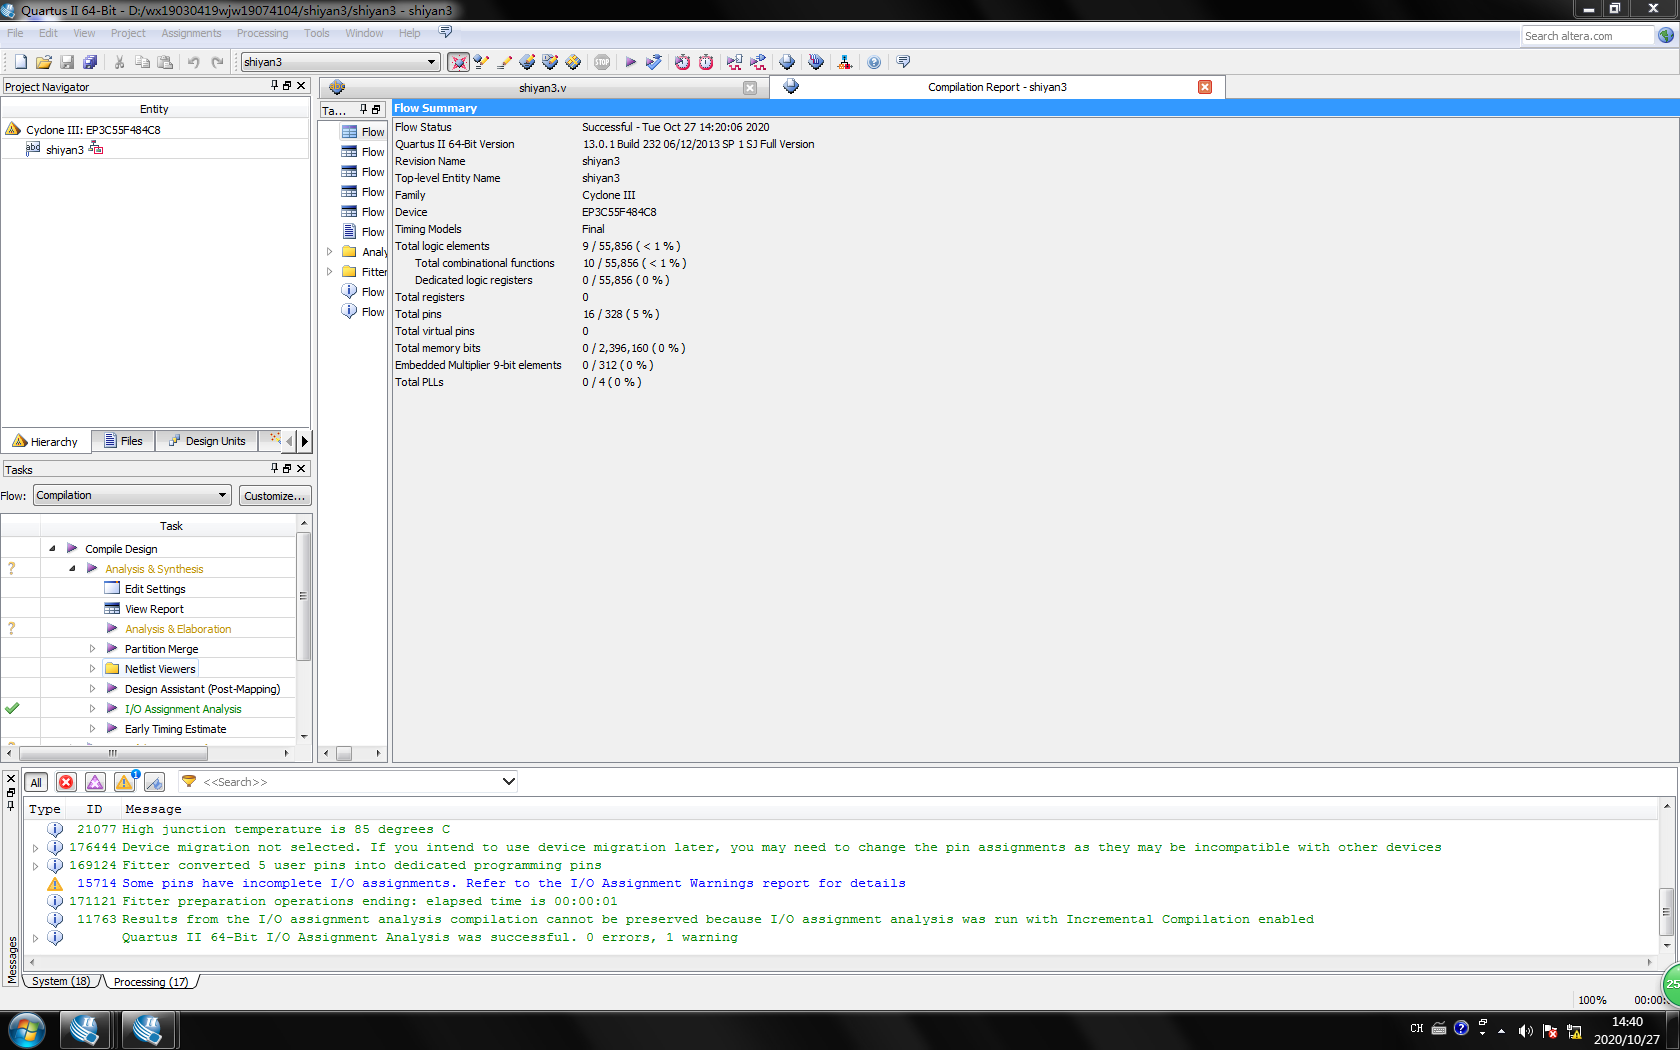 Quartus II 64-Bit - D:/wx19030419wjw19074104/shiyan3/shiyan3 - shiyan3
File Edit View Project Assignments Processing Tools Window Help
Search altera.com
shiyan3
Project Navigator
Entity
Cyclone III: EP3C55F484C8
shiyan3
Hierarchy Files Design Units
Tasks
Flow: Compilation Customize...
Task
Compile Design
Analysis & Synthesis
Edit Settings
View Report
Analysis & Elaboration
Partition Merge
Netlist Viewers
Design Assistant (Post-Mapping)
I/O Assignment Analysis
Early Timing Estimate
shiyan3.v
Compilation Report - shiyan3
Ta...
Flow
Flow
Flow
Flow
Flow
Flow
Analy
Fitter
Flow
Flow
Flow Summary
Flow Status Successful - Tue Oct 27 14:20:06 2020
Quartus II 64-Bit Version 13.0.1 Build 232 06/12/2013 SP 1 SJ Full Version
Revision Name shiyan3
Top-level Entity Name shiyan3
Family Cyclone III
Device EP3C55F484C8
Timing Models Final
Total logic elements 9 / 55,856 ( < 1 % )
Total combinational functions 10 / 55,856 ( < 1 % )
Dedicated logic registers 0 / 55,856 ( 0 % )
Total registers 0
Total pins 16 / 328 ( 5 % )
Total virtual pins 0
Total memory bits 0 / 2,396,160 ( 0 % )
Embedded Multiplier 9-bit elements 0 / 312 ( 0 % )
Total PLLs 0 / 4 ( 0 % )
All 1 <<Search>>
Type ID Message
21077 High junction temperature is 85 degrees C
176444 Device migration not selected. If you intend to use device migration later, you may need to change the pin assignments as they may be incompatible with other devices
169124 Fitter converted 5 user pins into dedicated programming pins
15714 Some pins have incomplete I/O assignments. Refer to the I/O Assignment Warnings report for details
171121 Fitter preparation operations ending: elapsed time is 00:00:01
11763 Results from the I/O assignment analysis compilation cannot be preserved because I/O assignment analysis was run with Incremental Compilation enabled
Quartus II 64-Bit I/O Assignment Analysis was successful. 0 errors, 1 warning
Messages
System (18) Processing (17)
25
100% 00:00:
CH
14:40
2020/10/27